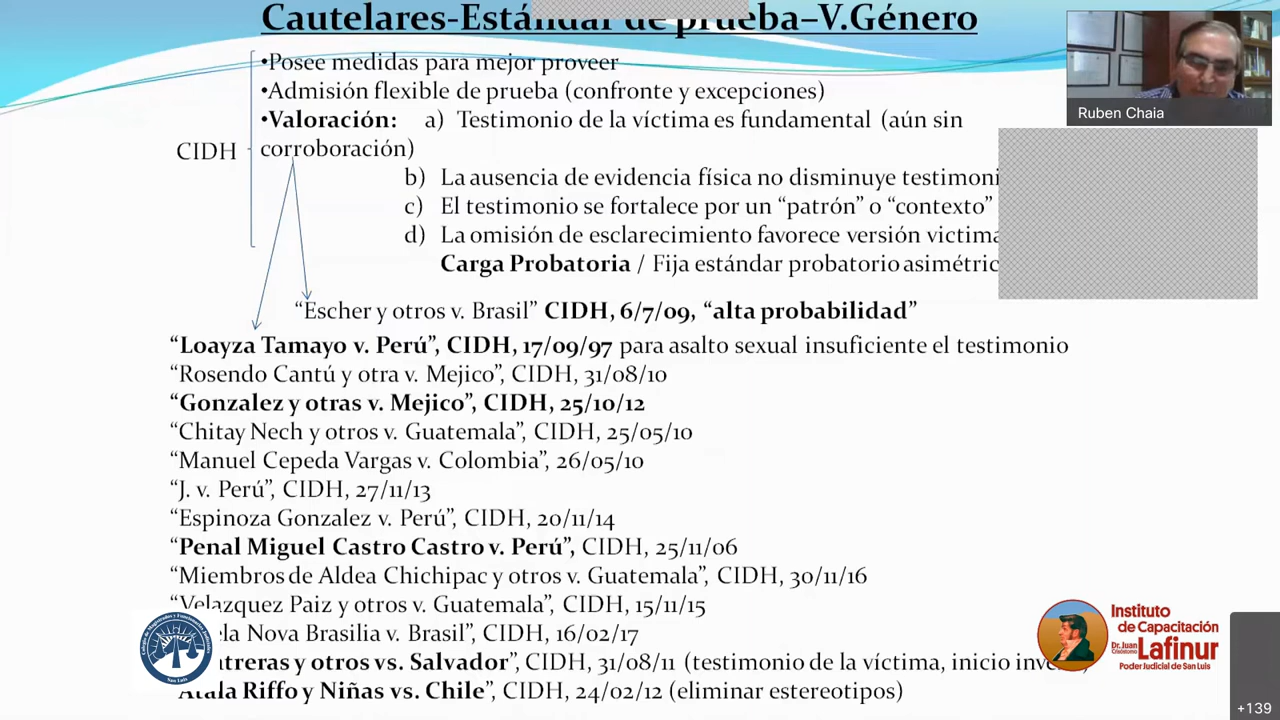 Cautelares-Estándar de prueba–V.Género
•Posee medidas para mejor proveer
•Admisión flexible de prueba (confronte y excepciones)
•Valoración: a) Testimonio de la víctima es fundamental (aún sin
corroboración)
CIDH
b) La ausencia de evidencia física no disminuye
c) El testimonio se fortalece por un “patrón” o “contexto”
d) La omisión de esclarecimiento favorece versión victima
Carga Probatoria / Fija estándar probatorio
“Escher y otros v. Brasil” CIDH, 6/7/09, “alta probabilidad”
“Loayza Tamayo v. Perú”, CIDH, 17/09/97 para asalto sexual insuficiente el testimonio
“Rosendo Cantú y otra v. Mejico”, CIDH, 31/08/10
“Gonzalez y otras v. Mejico”, CIDH, 25/10/12
“Chitay Nech y otros v. Guatemala”, CIDH, 25/05/10
“Manuel Cepeda Vargas v. Colombia”, 26/05/10
“J. v. Perú”, CIDH, 27/11/13
“Espinoza Gonzalez v. Perú”, CIDH, 20/11/14
“Penal Miguel Castro Castro v. Perú”, CIDH, 25/11/06
“Miembros de Aldea Chichipac y otros v. Guatemala”, CIDH, 30/11/16
“Velazquez Paiz y otros v. Guatemala”, CIDH, 15/11/15
Nova Brasilia v. Brasil”, CIDH, 16/02/17
y otros vs. Salvador”, CIDH, 31/08/11 (testimonio de la víctima, inicio
Atala Riffo y Niñas vs. Chile”, CIDH, 24/02/12 (eliminar estereotipos)
Ruben Chaia
San Luis
Instituto
de Capacitación
Dr. Juan Crisóstomo Lafinur
Poder Judicial de San Luis
+139